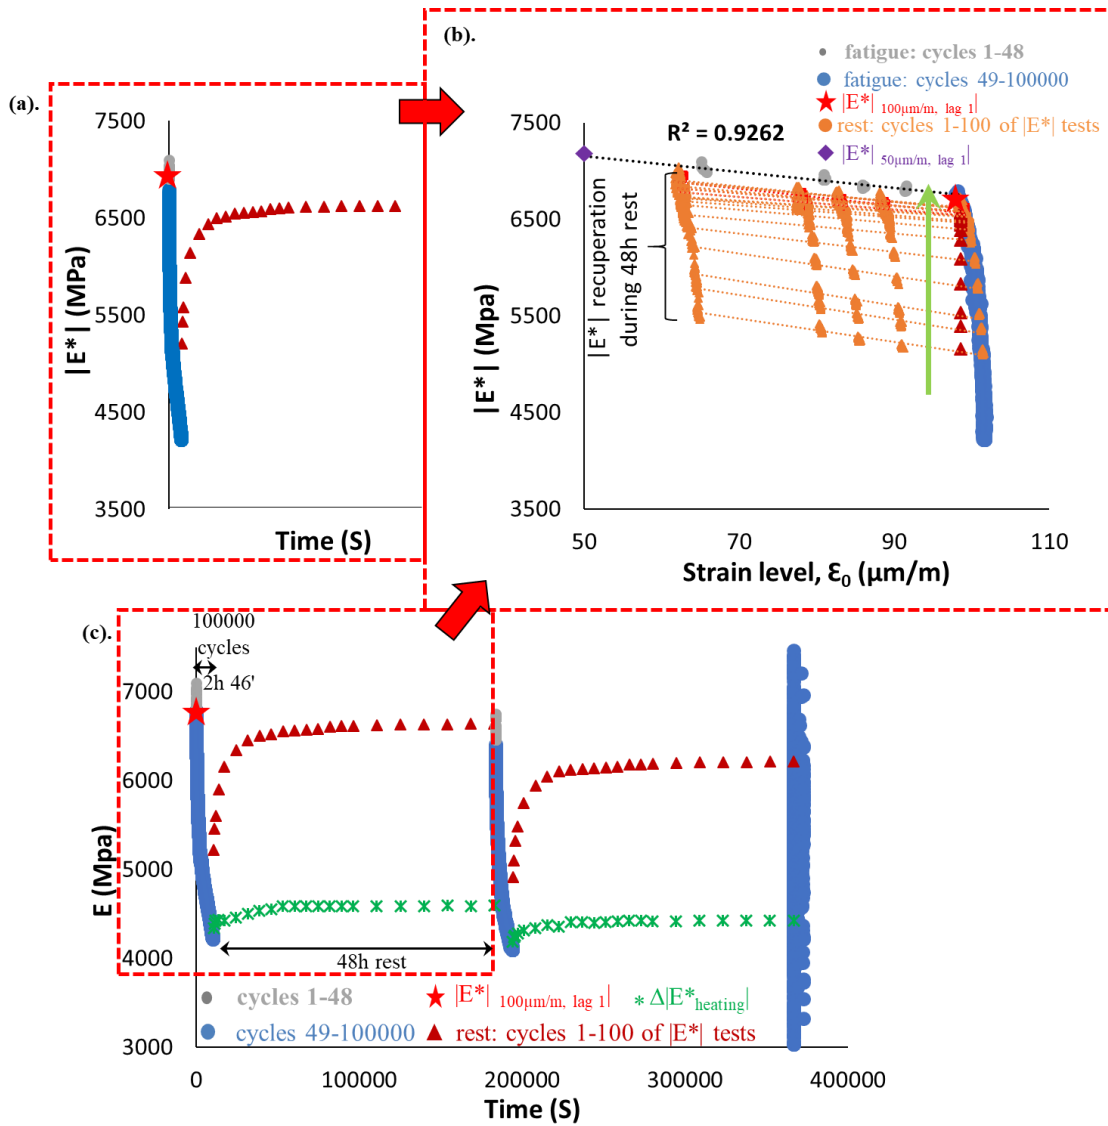 (a).
7500
6500
5500
4500
3500
|E*| (MPa)
Time (S)
(b).
fatigue: cycles 1-48
fatigue: cycles 49-100000
|E*| 100µm/m, lag 1|
rest: cycles 1-100 of |E*| tests
|E*| 50µm/m, lag 1|
R² = 0.9262
7500
6500
5500
4500
3500
|E*| (Mpa)
|E*| recuperation
during 48h rest
50
70
90
110
Strain level, Ɛ0 (µm/m)
(c).
100000
cycles
2h 46'
7000
6000
5000
4000
3000
E (Mpa)
48h rest
cycles 1-48
|E*| 100µm/m, lag 1|
* Δ|E*heating|
cycles 49-100000
rest: cycles 1-100 of |E*| tests
0
100000
200000
300000
400000
Time (S)